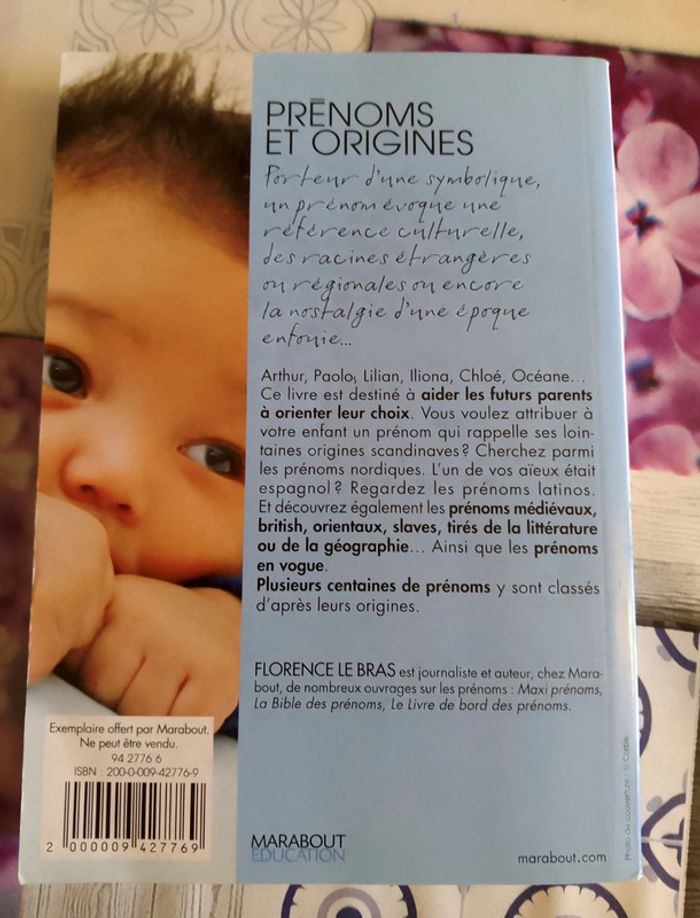 PRÉNOMS
ET ORIGINES
Porteur d'une symbolique,
un prénom évoque une
référence culturelle,
des racines étrangères
ou régionales ou encore
la nostalgie d'une époque
enfouie...
Arthur, Paolo, Lilian, Iliona, Chloé, Océane...
Ce livre est destiné à aider les futurs parents
à orienter leur choix. Vous voulez attribuer à
votre enfant un prénom qui rappelle ses loin-
taines origines scandinaves ? Cherchez parmi
les prénoms nordiques. L'un de vos aïeux était
espagnol ? Regardez les prénoms latinos.
Et découvrez également les prénoms médiévaux,
british, orientaux, slaves, tirés de la littérature
ou de la géographie... Ainsi que les prénoms
en vogue.
Plusieurs centaines de prénoms y sont classés
d'après leurs origines.
FLORENCE LE BRAS est journaliste et auteur, chez Mara-
bout, de nombreux ouvrages sur les prénoms : Maxi prénoms,
La Bible des prénoms, Le Livre de bord des prénoms.
Exemplaire offert par Marabout.
Ne peut être vendu.
94 2776 6
ISBN : 200-0-009-42776-9
2 000009 427769
MARABOUT
EDUCATION
marabout.com
Photo de couverture : © Corbis